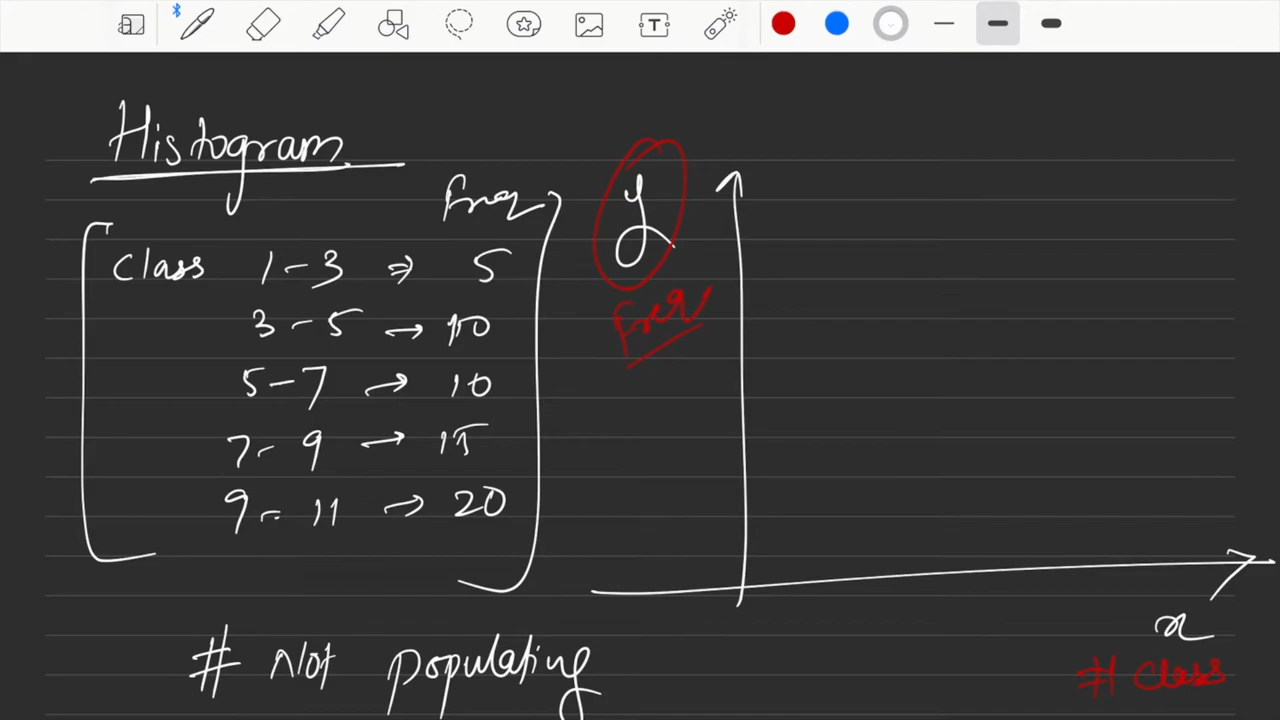 Histogram
Freq
Class 1-3 ⇒ 5
3-5 → 10
5-7 → 10
7-9 → 15
9-11 → 20
# Not populating
y
Freq
x
# Class
T